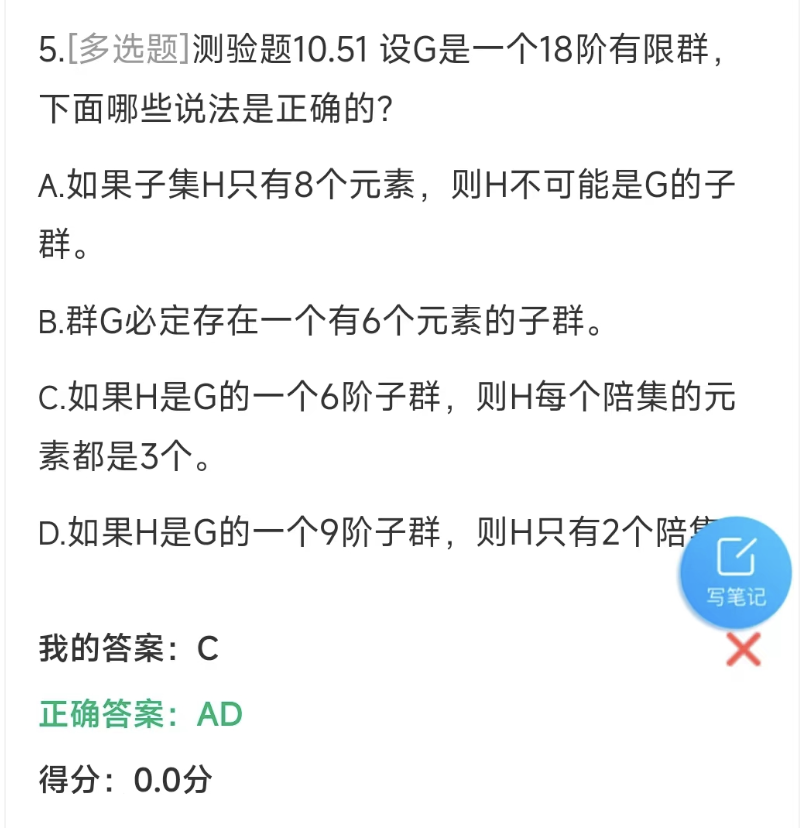 5.[多选题]测验题10.51 设G是一个18阶有限群，
下面哪些说法是正确的？
A.如果子集H只有8个元素，则H不可能是G的子
群。
B.群G必定存在一个有6个元素的子群。
C.如果H是G的一个6阶子群，则H每个陪集的元
素都是3个。
D.如果H是G的一个9阶子群，则H只有2个陪集
写笔记
我的答案：C
正确答案：AD
得分：0.0分